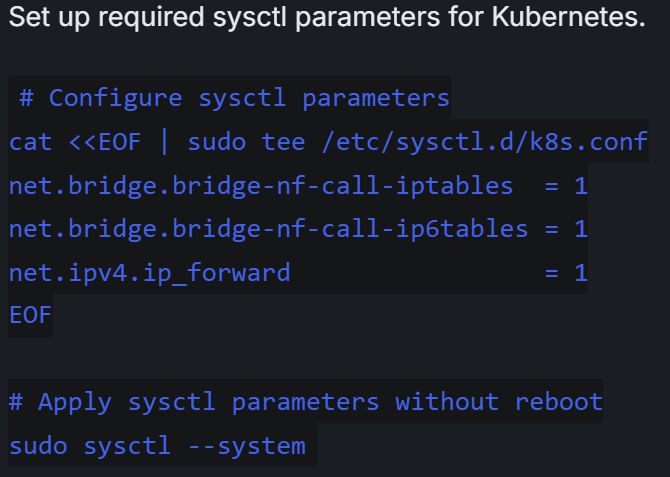 Set up required sysctl parameters for Kubernetes.
# Configure sysctl parameters
cat <<EOF | sudo tee /etc/sysctl.d/k8s.conf
net.bridge.bridge-nf-call-iptables  = 1
net.bridge.bridge-nf-call-ip6tables = 1
net.ipv4.ip_forward                 = 1
EOF
# Apply sysctl parameters without reboot
sudo sysctl --system